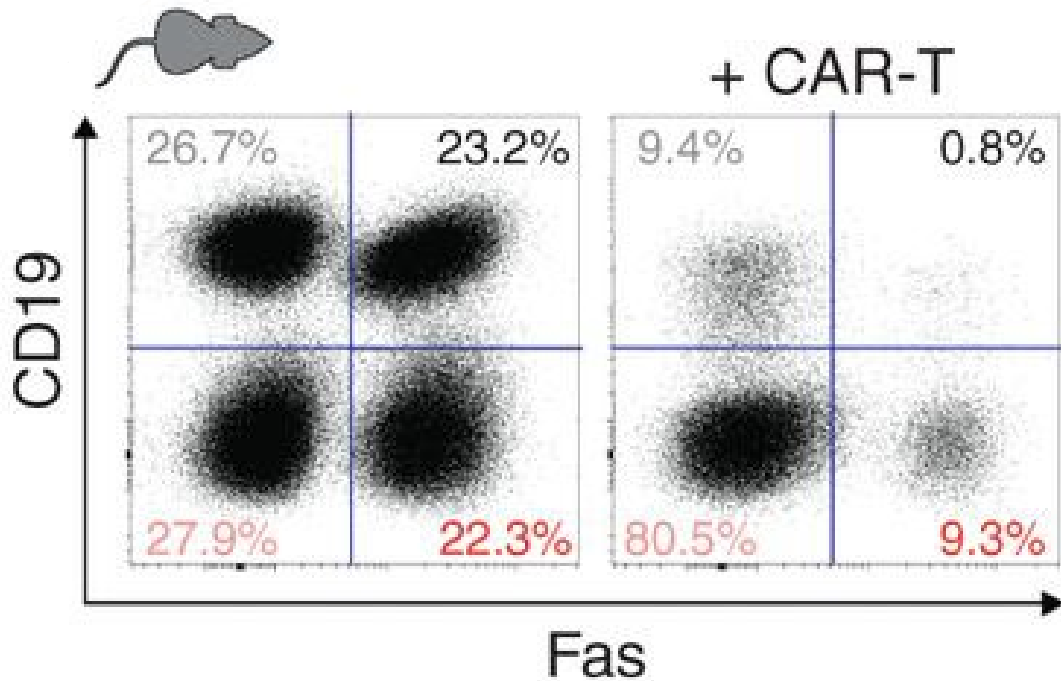 + CAR-T
26.7% 23.2%
9.4% 0.8%
CD19
27.9% 22.3%
80.5% 9.3%
Fas